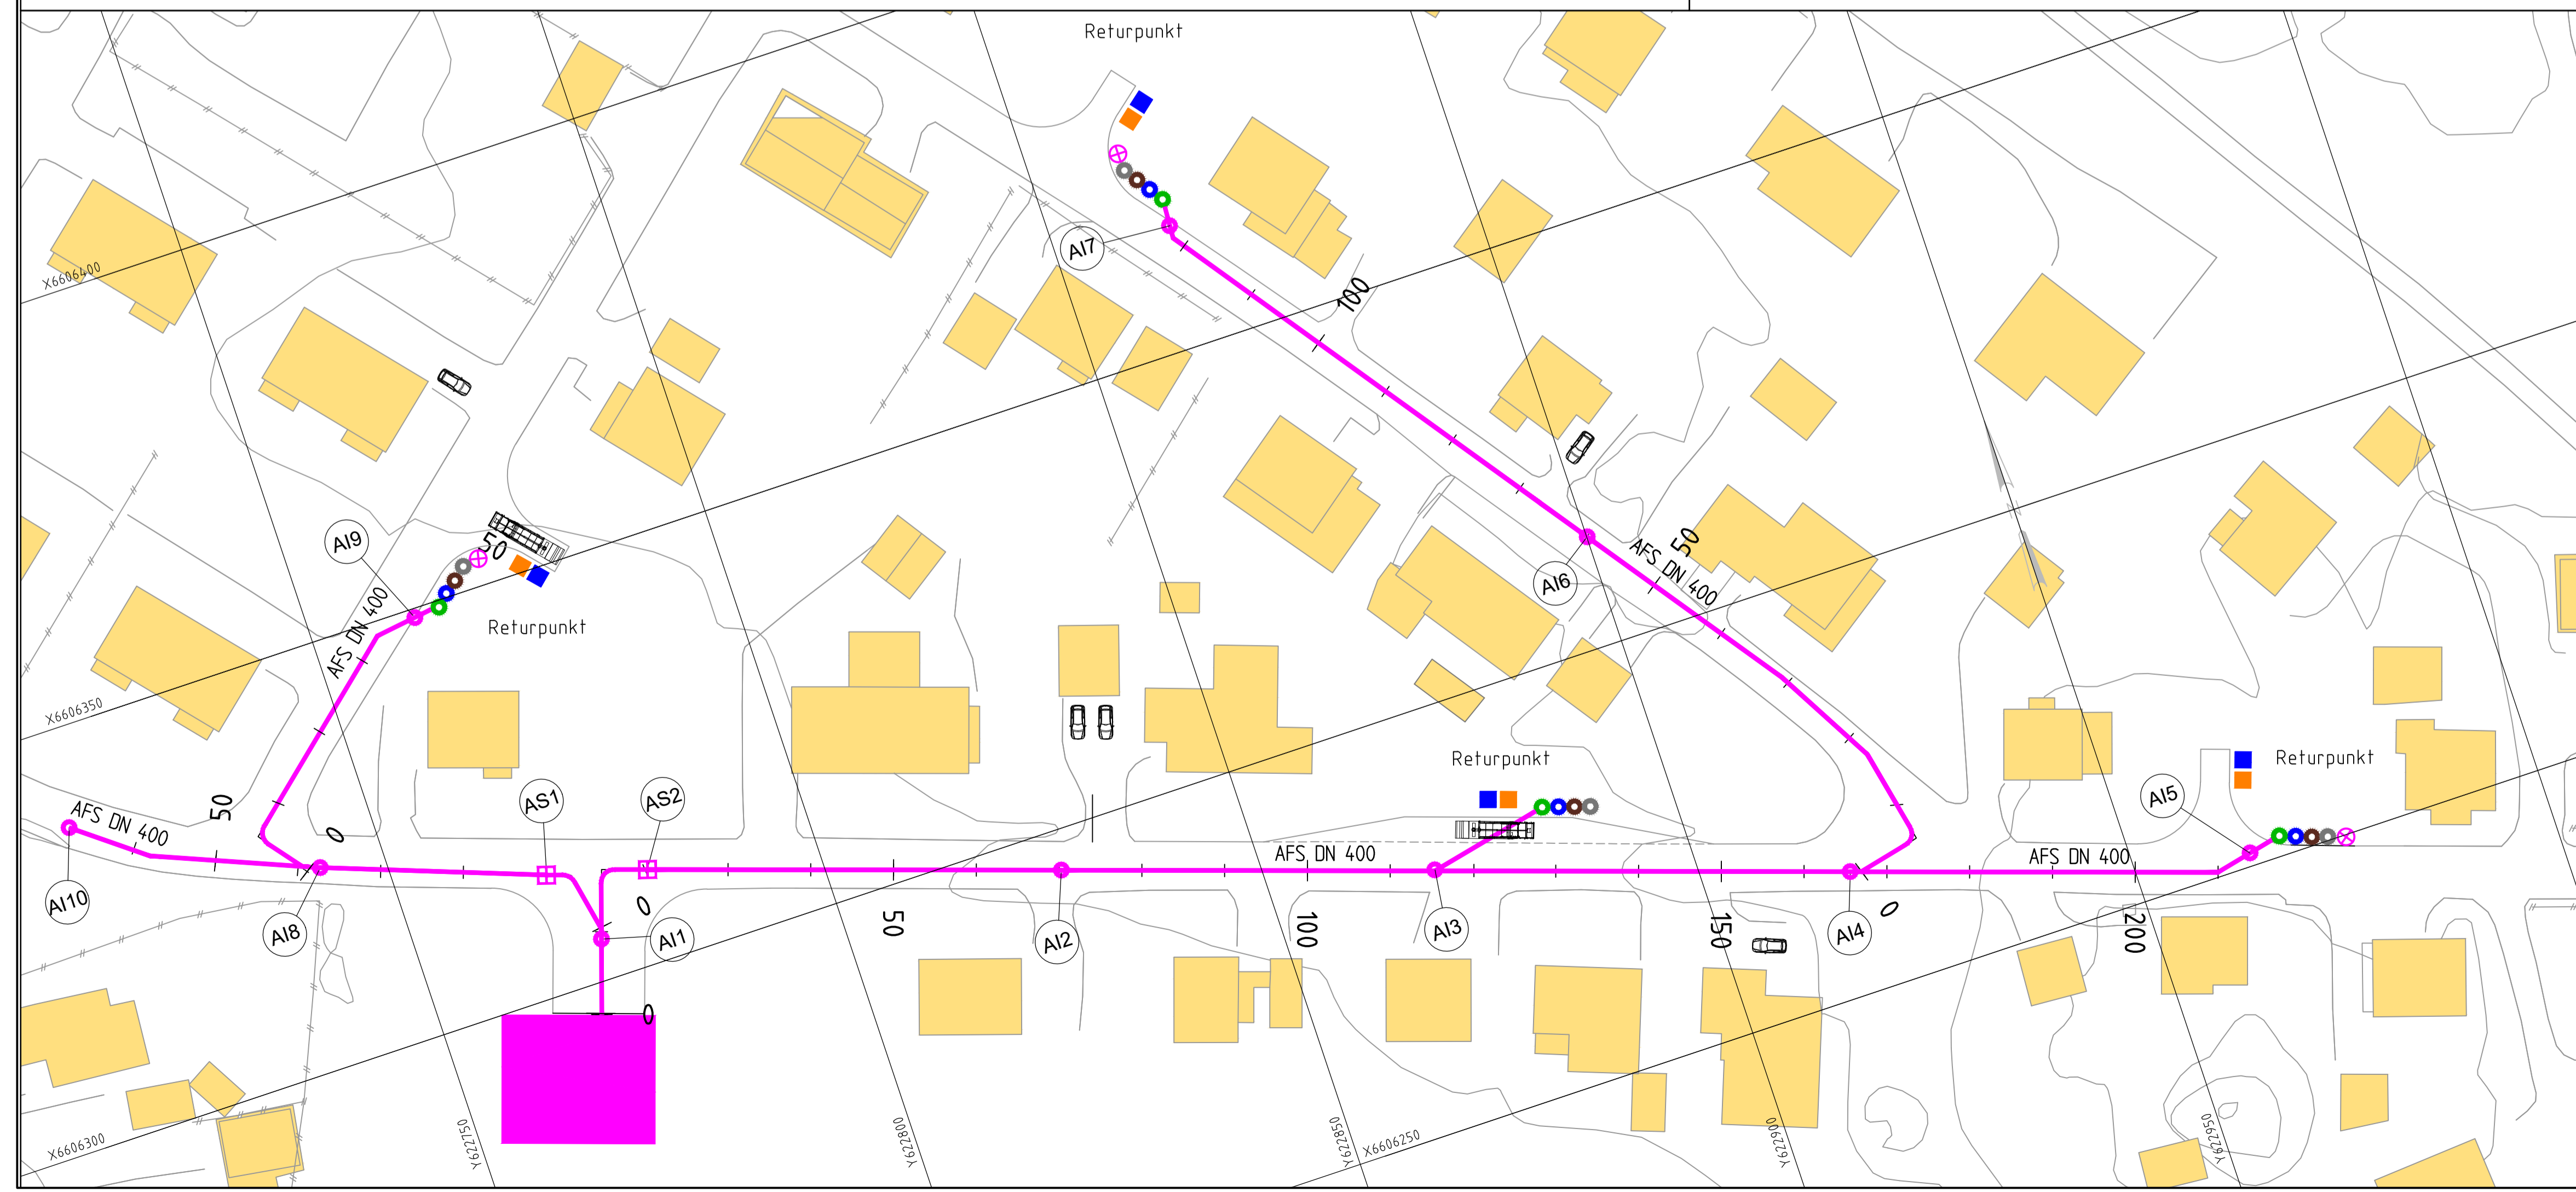 Returpunkt
AI7
X6606400
100
AI9
50
AFS DN 400
Returpunkt
AI6
50
AFS DN 400
X6606350
Returpunkt
Returpunkt
AI5
AS1
AS2
50
0
AFS DN 400
AFS DN 400
AFS DN 400
AI10
AI8
0
AI1
50
AI2
100
AI3
150
AI4
0
200
0
X6606300
Y622750
Y622800
Y622850
X6606250
Y622900
Y622950